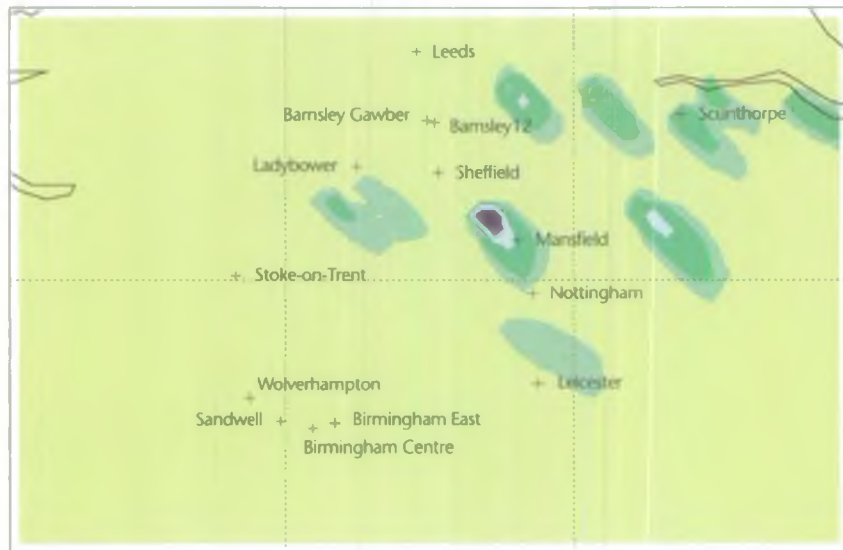 Leeds
Barnsley Gawber
Barnsley12
Scunthorpe
Ladybower
Sheffield
Mansfield
Stoke-on-Trent
Nottingham
Wolverhampton
Leicester
Sandwell
Birmingham East
Birmingham Centre